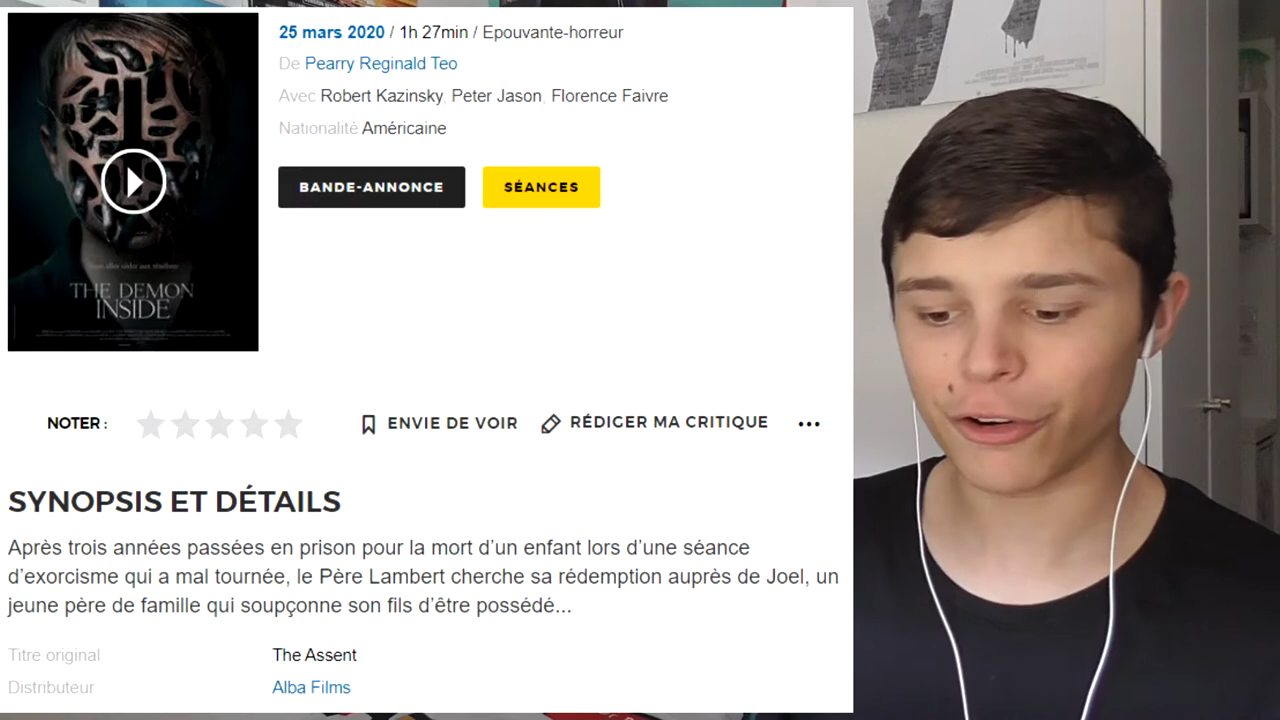 25 mars 2020 / 1h 27min / Epouvante-horreur
De Pearry Reginald Teo
Avec Robert Kazinsky, Peter Jason, Florence Faivre
Nationalité Américaine
BANDE-ANNONCE
SÉANCES
THE DEMON
INSIDE
NOTER :
ENVIE DE VOIR
RÉDIGER MA CRITIQUE
...
SYNOPSIS ET DÉTAILS
Après trois années passées en prison pour la mort d'un enfant lors d'une séance
d'exorcisme qui a mal tournée, le Père Lambert cherche sa rédemption auprès de Joel, un
jeune père de famille qui soupçonne son fils d'être possédé...
Titre original The Assent
Distributeur Alba Films